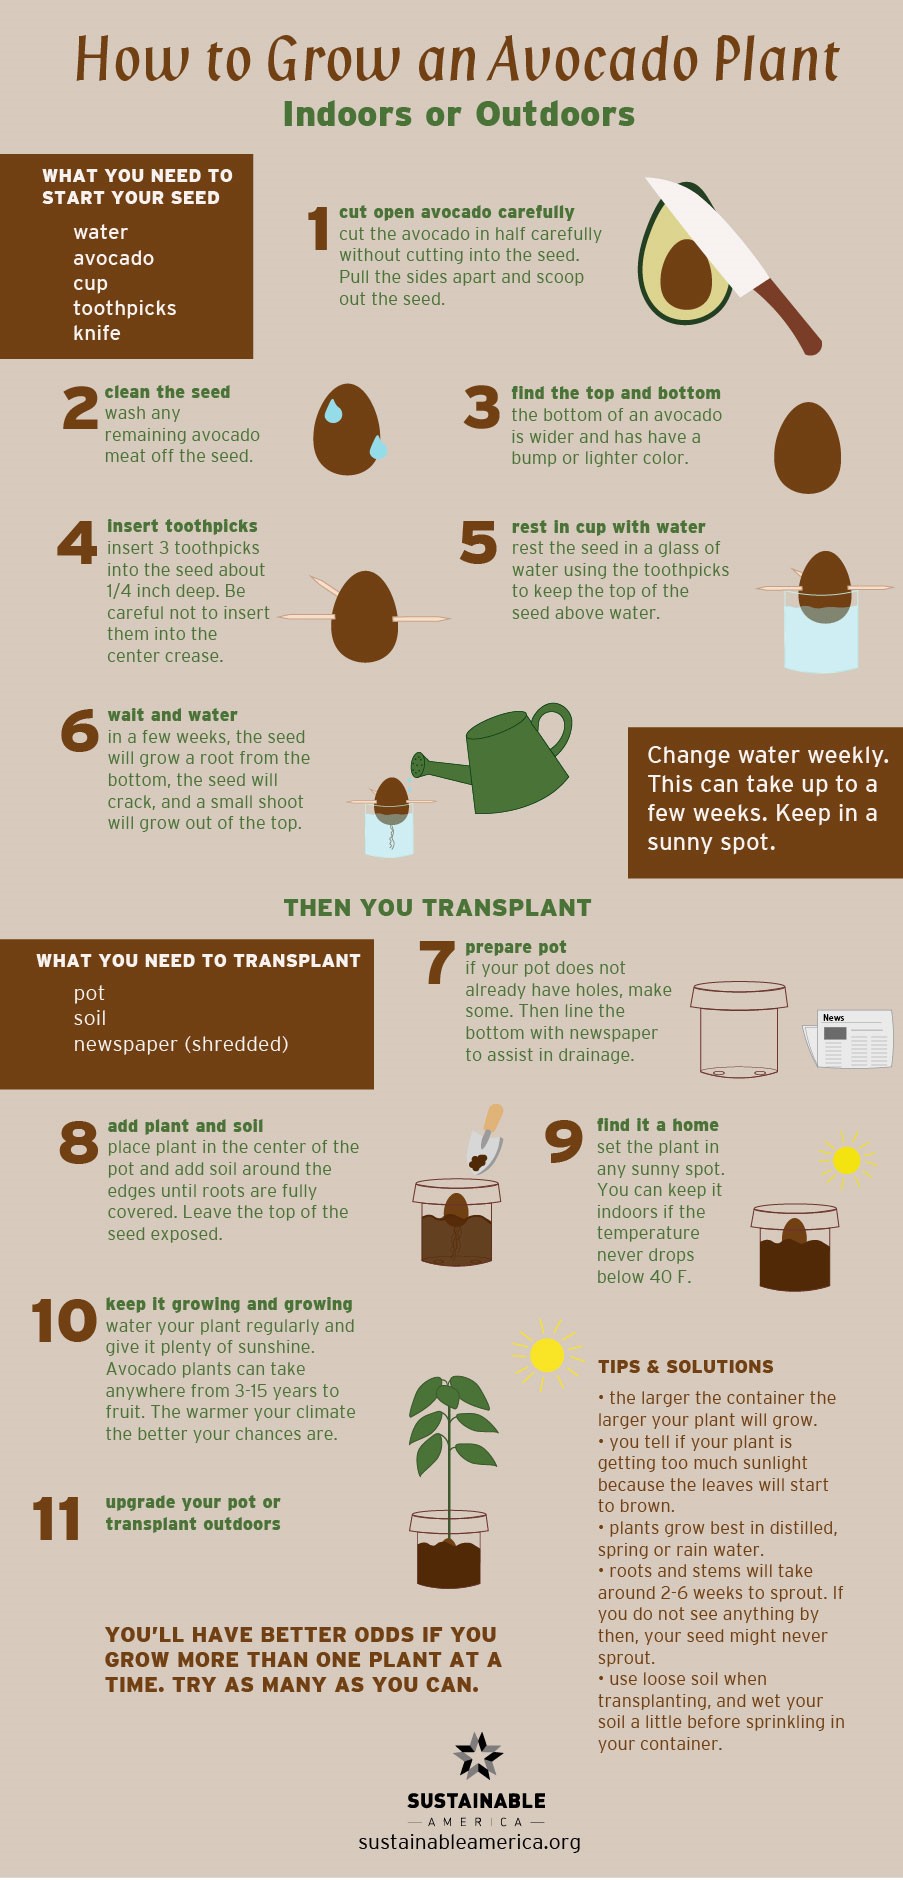 How to Grow an Avocado Plant
Indoors or Outdoors
WHAT YOU NEED TO
START YOUR SEED
water
avocado
cup
toothpicks
knife
1 cut open avocado carefully
cut the avocado in half carefully
without cutting into the seed.
Pull the sides apart and scoop
out the seed.
2 clean the seed
wash any
remaining avocado
meat off the seed.
3 find the top and bottom
the bottom of an avocado
is wider and has have a
bump or lighter color.
4 insert toothpicks
insert 3 toothpicks
into the seed about
1/4 inch deep. Be
careful not to insert
them into the
center crease.
5 rest in cup with water
rest the seed in a glass of
water using the toothpicks
to keep the top of the
seed above water.
6 wait and water
in a few weeks, the seed
will grow a root from the
bottom, the seed will
crack, and a small shoot
will grow out of the top.
Change water weekly.
This can take up to a
few weeks. Keep in a
sunny spot.
THEN YOU TRANSPLANT
WHAT YOU NEED TO TRANSPLANT
pot
soil
newspaper (shredded)
7 prepare pot
if your pot does not
already have holes, make
some. Then line the
bottom with newspaper
to assist in drainage.
News
8 add plant and soil
place plant in the center of the
pot and add soil around the
edges until roots are fully
covered. Leave the top of the
seed exposed.
9 find it a home
set the plant in
any sunny spot.
You can keep it
indoors if the
temperature
never drops
below 40 F.
10 keep it growing and growing
water your plant regularly and
give it plenty of sunshine.
Avocado plants can take
anywhere from 3-15 years to
fruit. The warmer your climate
the better your chances are.
11 upgrade your pot or
transplant outdoors
TIPS & SOLUTIONS
• the larger the container the
larger your plant will grow.
• you tell if your plant is
getting too much sunlight
because the leaves will start
to brown.
• plants grow best in distilled,
spring or rain water.
• roots and stems will take
around 2-6 weeks to sprout. If
you do not see anything by
then, your seed might never
sprout.
• use loose soil when
transplanting, and wet your
soil a little before sprinkling in
your container.
YOU'LL HAVE BETTER ODDS IF YOU
GROW MORE THAN ONE PLANT AT A
TIME. TRY AS MANY AS YOU CAN.
SUSTAINABLE
AMERICA
sustainableamerica.org